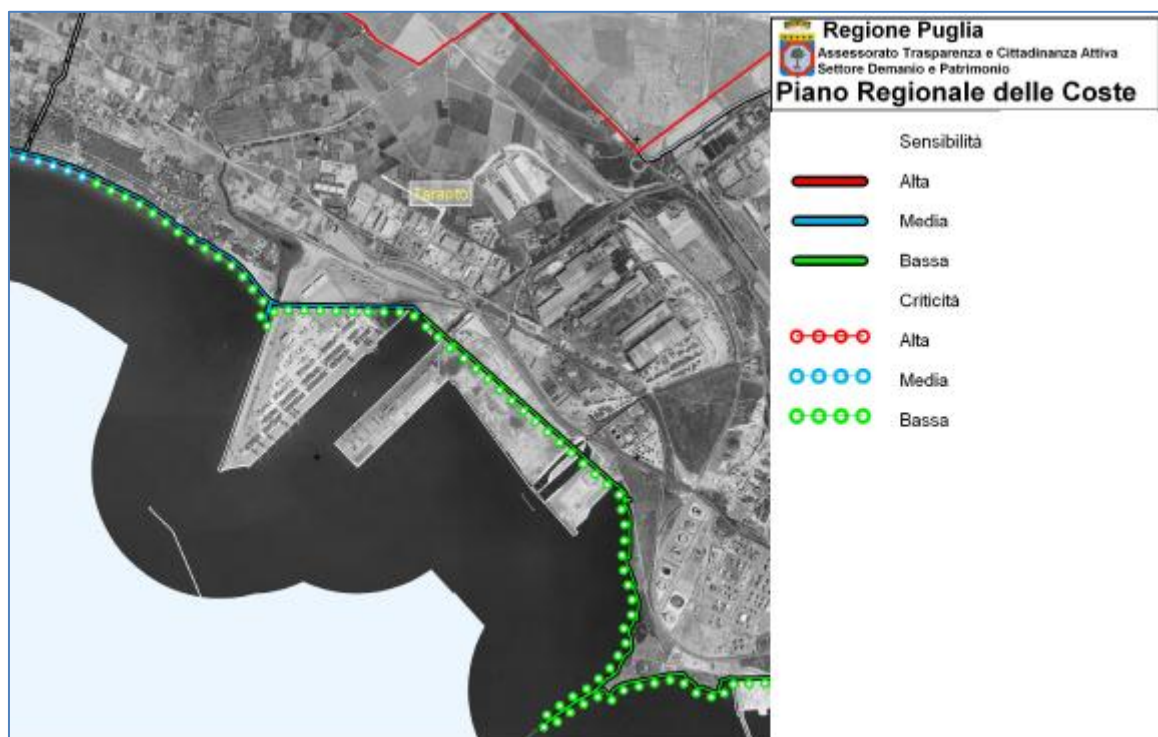 Taranto
Regione Puglia
Assessorato Trasparenza e Cittadinanza Attiva
Settore Demanio e Patrimonio
Piano Regionale delle Coste
Sensibilità
Alta
Media
Bassa
Criticità
Alta
Media
Bassa